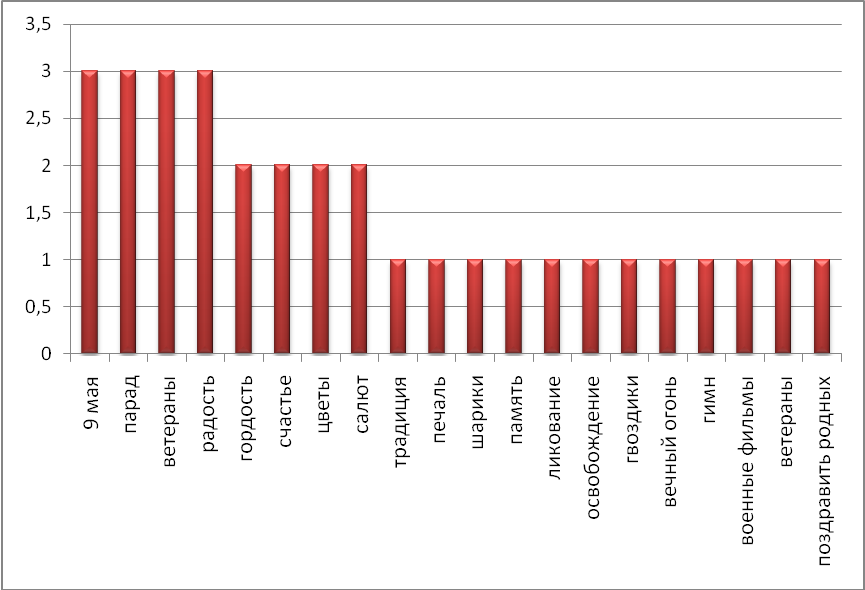 3,5
3
2,5
2
1,5
1
0,5
0
9 мая
парад
ветераны
радость
гордость
счастье
цветы
салют
традиция
печаль
шарики
память
ликование
освобождение
гвоздики
вечный огонь
гимн
военные фильмы
ветераны
поздравить родных